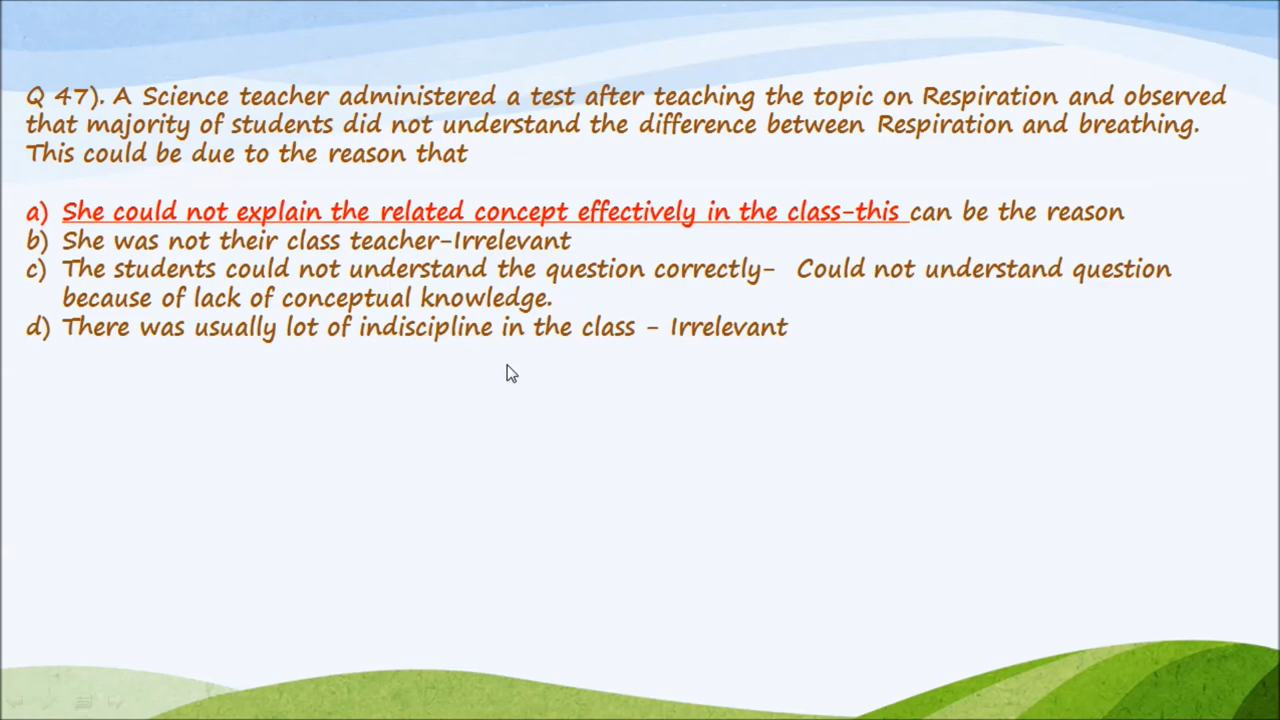 Q 47). A Science teacher administered a test after teaching the topic on Respiration and observed
that majority of students did not understand the difference between Respiration and breathing.
This could be due to the reason that
a) She could not explain the related concept effectively in the class-this can be the reason
b) She was not their class teacher-Irrelevant
c) The students could not understand the question correctly- Could not understand question
because of lack of conceptual knowledge.
d) There was usually lot of indiscipline in the class - Irrelevant